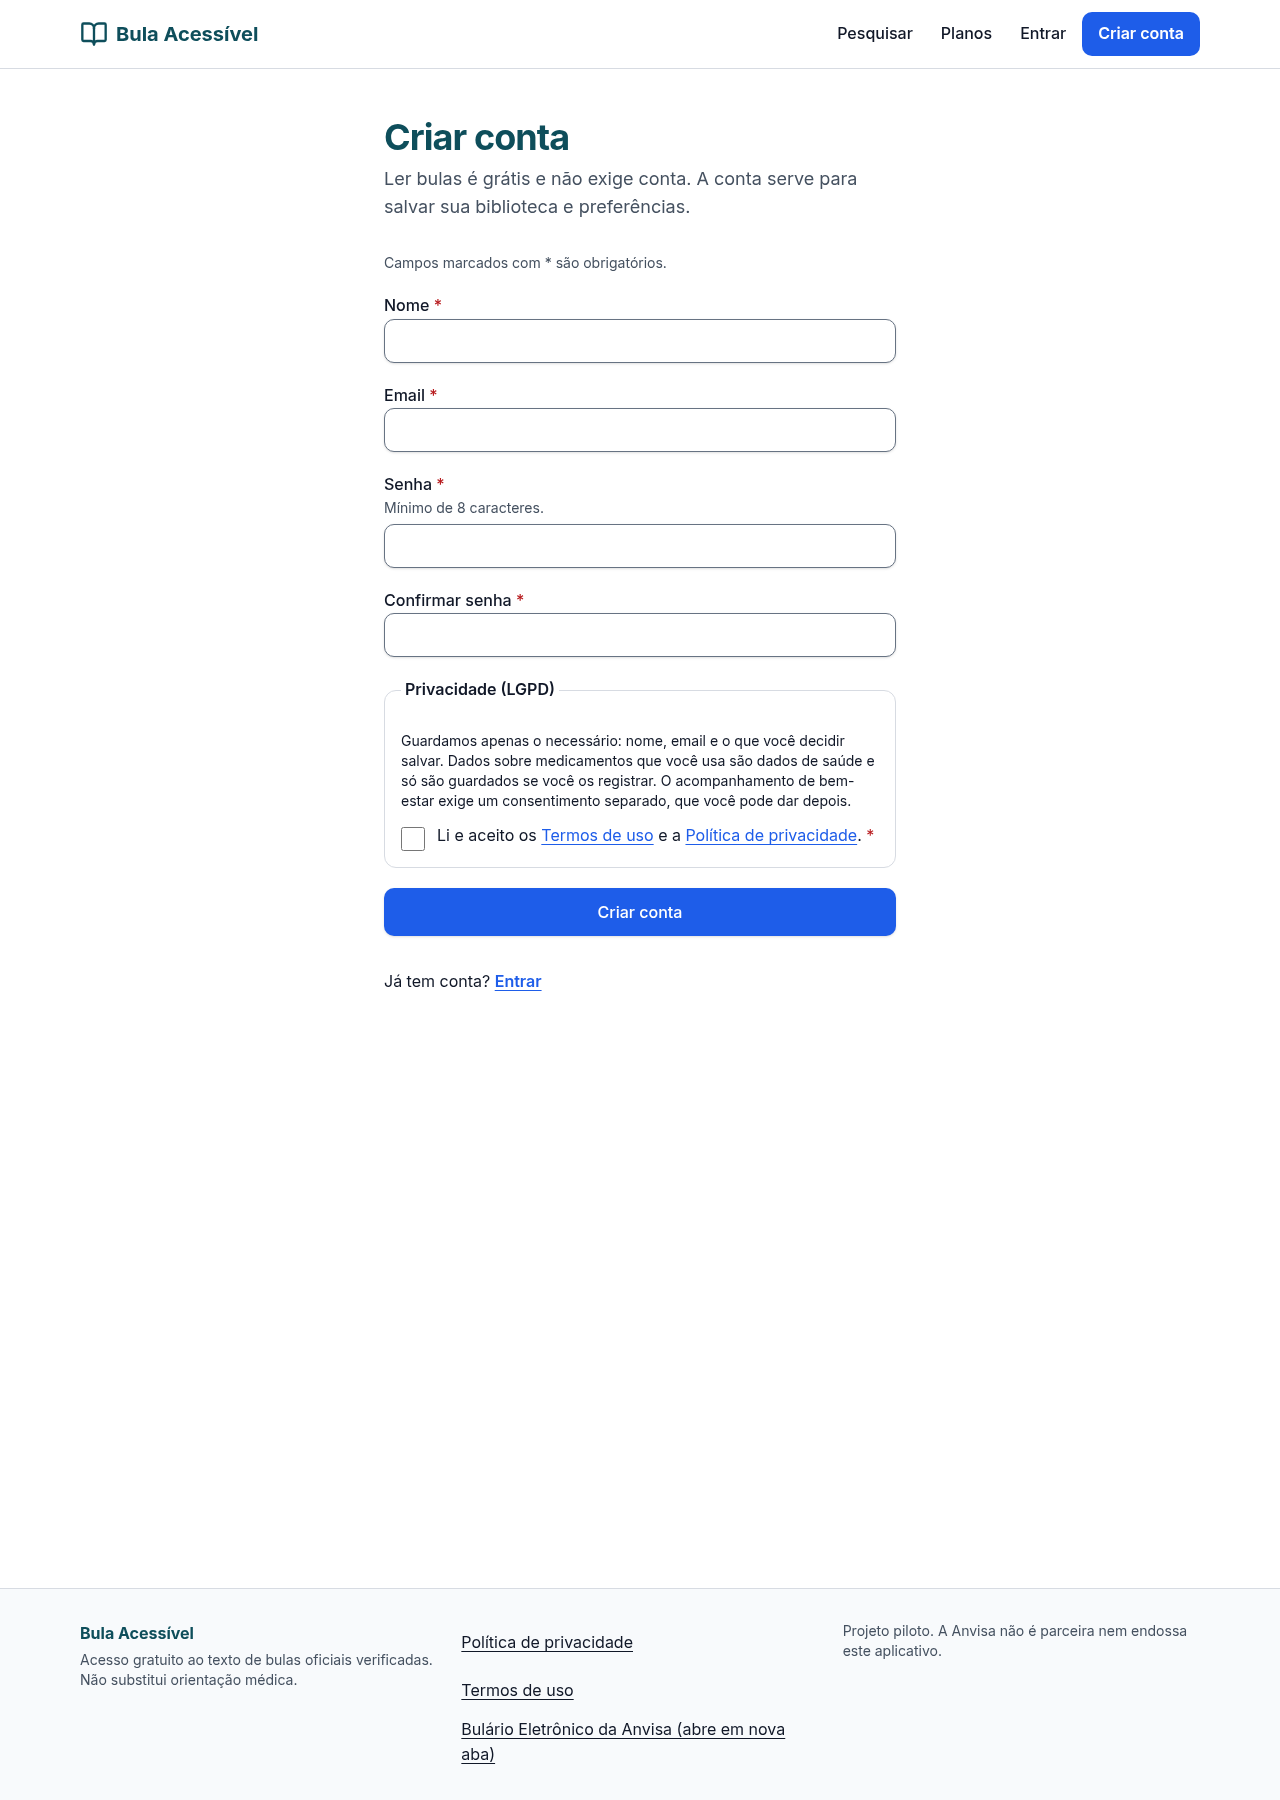 Bula Acessível
Pesquisar
Planos
Entrar
Criar conta
Criar conta
Ler bulas é grátis e não exige conta. A conta serve para
salvar sua biblioteca e preferências.
Campos marcados com * são obrigatórios.
Nome *
Email *
Senha *
Mínimo de 8 caracteres.
Confirmar senha *
Privacidade (LGPD)
Guardamos apenas o necessário: nome, email e o que você decidir
salvar. Dados sobre medicamentos que você usa são dados de saúde e
só são guardados se você os registrar. O acompanhamento de bem-
estar exige um consentimento separado, que você pode dar depois.
Li e aceito os Termos de uso e a Política de privacidade. *
Criar conta
Já tem conta? Entrar
Bula Acessível
Acesso gratuito ao texto de bulas oficiais verificadas.
Não substitui orientação médica.
Política de privacidade
Termos de uso
Bulário Eletrônico da Anvisa (abre em nova
aba)
Projeto piloto. A Anvisa não é parceira nem endossa
este aplicativo.